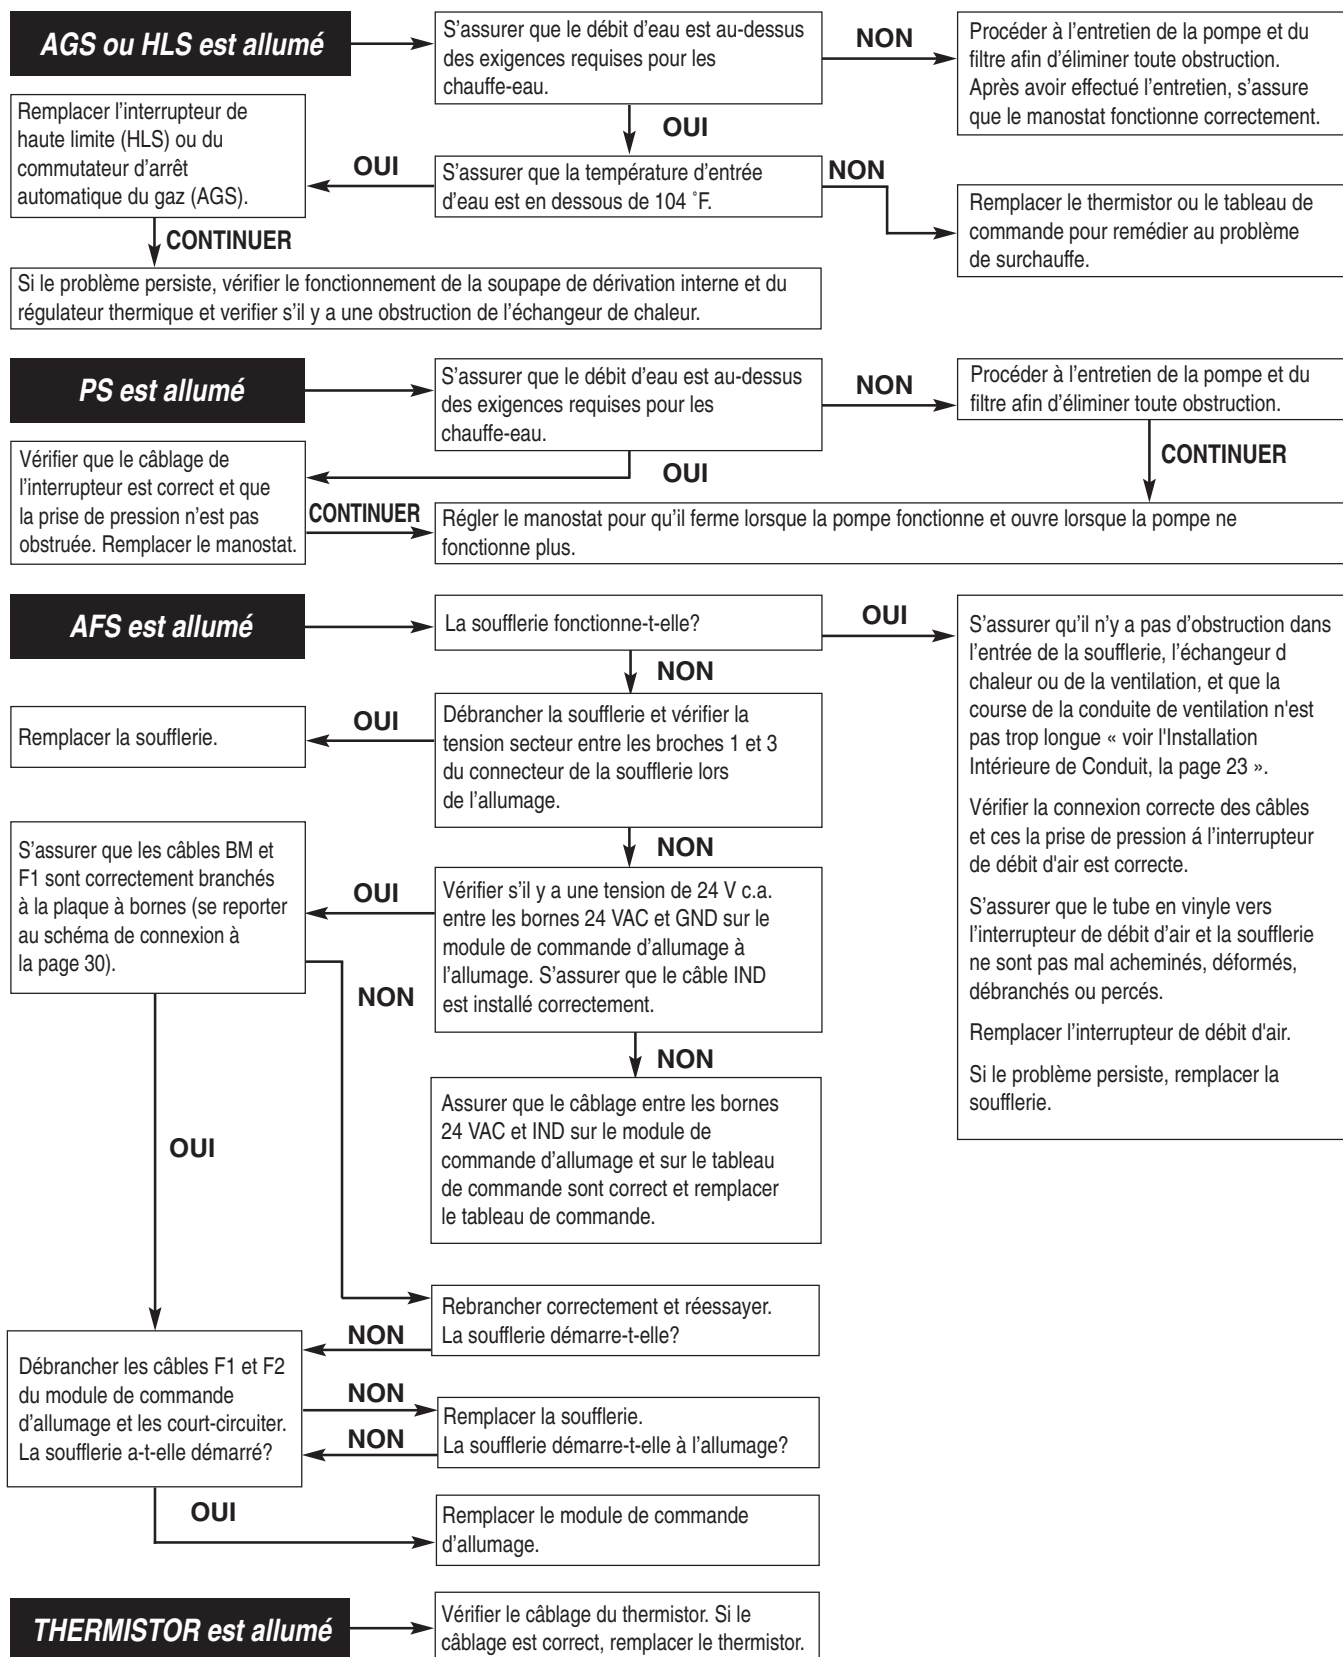 AGS ou HLS est allumé
S'assurer que le débit d'eau est au-dessus
des exigences requises pour les
chauffe-eau.
NON
Procéder à l'entretien de la pompe et du
filtre afin d'éliminer toute obstruction.
Après avoir effectué l'entretien, s'assure
que le manostat fonctionne correctement.
OUI
Remplacer l'interrupteur de
haute limite (HLS) ou du
commutateur d'arrêt
automatique du gaz (AGS).
OUI
S'assurer que la température d'entrée
d'eau est en dessous de 104 ˚F.
NON
Remplacer le thermistor ou le tableau de
commande pour remédier au problème
de surchauffe.
CONTINUER
Si le problème persiste, vérifier le fonctionnement de la soupape de dérivation interne et du
régulateur thermique et verifier s'il y a une obstruction de l'échangeur de chaleur.
PS est allumé
S'assurer que le débit d'eau est au-dessus
des exigences requises pour les
chauffe-eau.
NON
Procéder à l'entretien de la pompe et du
filtre afin d'éliminer toute obstruction.
OUI
CONTINUER
Vérifier que le câblage de
l'interrupteur est correct et que
la prise de pression n'est pas
obstruée. Remplacer le manostat.
CONTINUER
Régler le manostat pour qu'il ferme lorsque la pompe fonctionne et ouvre lorsque la pompe ne
fonctionne plus.
AFS est allumé
La soufflerie fonctionne-t-elle?
OUI
S'assurer qu'il n'y a pas d'obstruction dans
l'entrée de la soufflerie, l'échangeur d
chaleur ou de la ventilation, et que la
course de la conduite de ventilation n'est
pas trop longue « voir l'Installation
Intérieure de Conduit, la page 23 ».
Vérifier la connexion correcte des câbles
et ces la prise de pression á l'interrupteur
de débit d'air est correcte.
S'assurer que le tube en vinyle vers
l'interrupteur de débit d'air et la soufflerie
ne sont pas mal acheminés, déformés,
débranchés ou percés.
Remplacer l'interrupteur de débit d'air.
Si le problème persiste, remplacer la
soufflerie.
NON
Remplacer la soufflerie.
OUI
Débrancher la soufflerie et vérifier la
tension secteur entre les broches 1 et 3
du connecteur de la soufflerie lors
de l'allumage.
NON
S'assurer que les câbles BM et
F1 sont correctement branchés
à la plaque à bornes (se reporter
au schéma de connexion à
la page 30).
OUI
Vérifier s'il y a une tension de 24 V c.a.
entre les bornes 24 VAC et GND sur le
module de commande d'allumage à
l'allumage. S'assurer que le câble IND
est installé correctement.
NON
NON
Assurer que le câblage entre les bornes
24 VAC et IND sur le module de
commande d'allumage et sur le tableau
de commande sont correct et remplacer
le tableau de commande.
OUI
Rebrancher correctement et réessayer.
La soufflerie démarre-t-elle?
NON
Débrancher les câbles F1 et F2
du module de commande
d'allumage et les court-circuiter.
La soufflerie a-t-elle démarré?
NON
Remplacer la soufflerie.
La soufflerie démarre-t-elle à l'allumage?
NON
OUI
Remplacer le module de commande
d'allumage.
THERMISTOR est allumé
Vérifier le câblage du thermistor. Si le
câblage est correct, remplacer le thermistor.